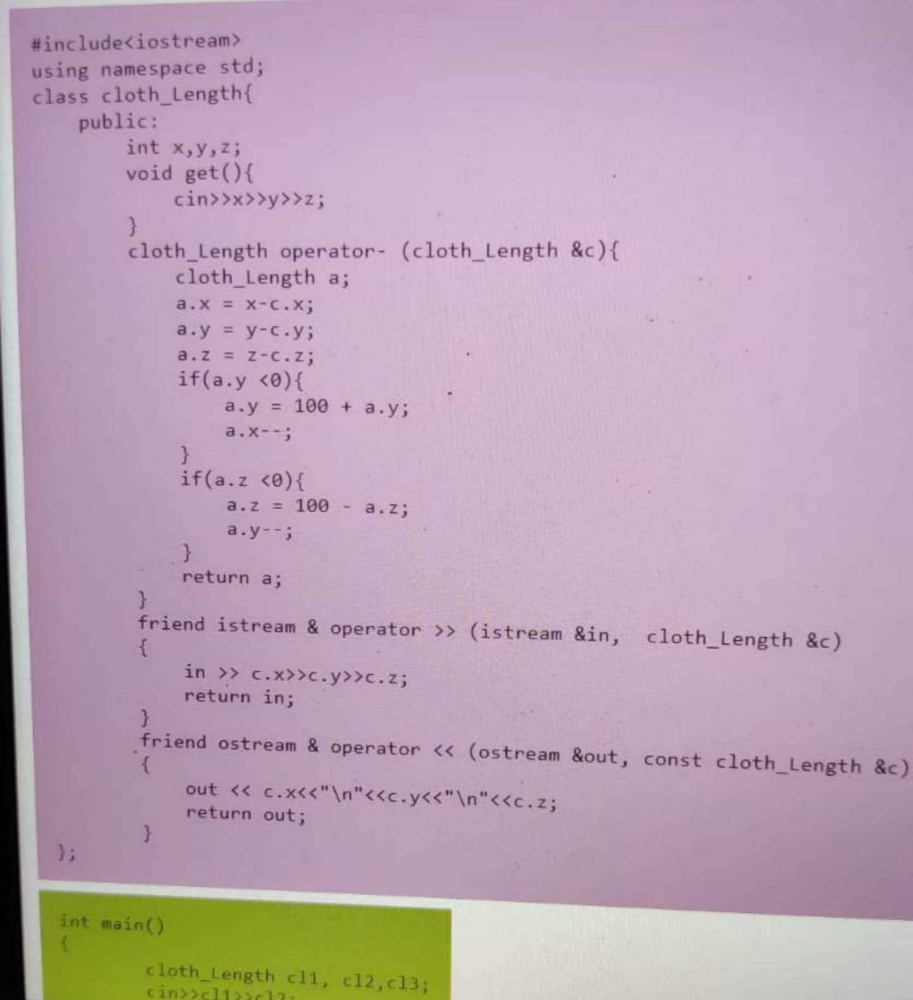 #include<iostream>
using namespace std;
class cloth_Length{
    public:
        int x,y,z;
        void get(){
            cin>>x>>y>>z;
        }
        cloth_Length operator- (cloth_Length &c){
            cloth_Length a;
            a.x = x-c.x;
            a.y = y-c.y;
            a.z = z-c.z;
            if(a.y <0){
                a.y = 100 + a.y;
                a.x--;
            }
            if(a.z <0){
                a.z = 100 - a.z;
                a.y--;
            }
            return a;
        }
        friend istream & operator >> (istream &in,  cloth_Length &c)
        {
            in >> c.x>>c.y>>c.z;
            return in;
        }
        friend ostream & operator << (ostream &out, const cloth_Length &c)
        {
            out << c.x<<"\n"<<c.y<<"\n"<<c.z;
            return out;
        }
};
int main()
{
        cloth_Length cl1, cl2,cl3;
        cin>>cl1>>cl2;